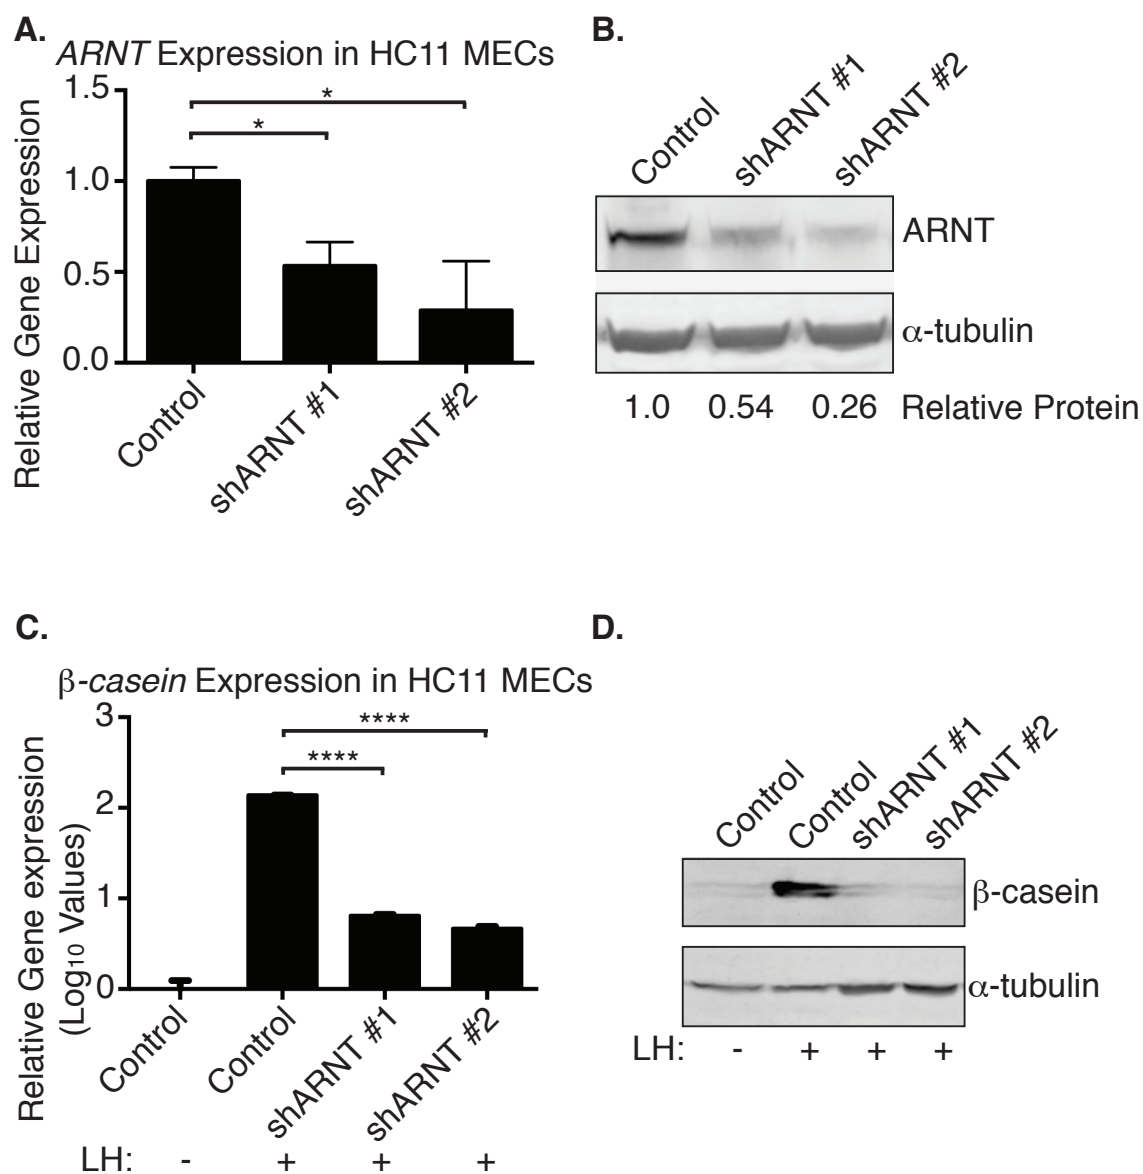 A.
ARNT Expression in HC11 MECs
Relative Gene Expression
1.5
1.0
0.5
0.0
*
*
Control
shARNT #1
shARNT #2
B.
Control
shARNT #1
shARNT #2
ARNT
α-tubulin
1.0 0.54 0.26 Relative Protein
C.
β-casein Expression in HC11 MECs
Relative Gene expression
(Log10 Values)
3
2
1
0
****
****
Control
Control
shARNT #1
shARNT #2
LH: - + + +
D.
Control
Control
shARNT #1
shARNT #2
β-casein
α-tubulin
LH: - + + +